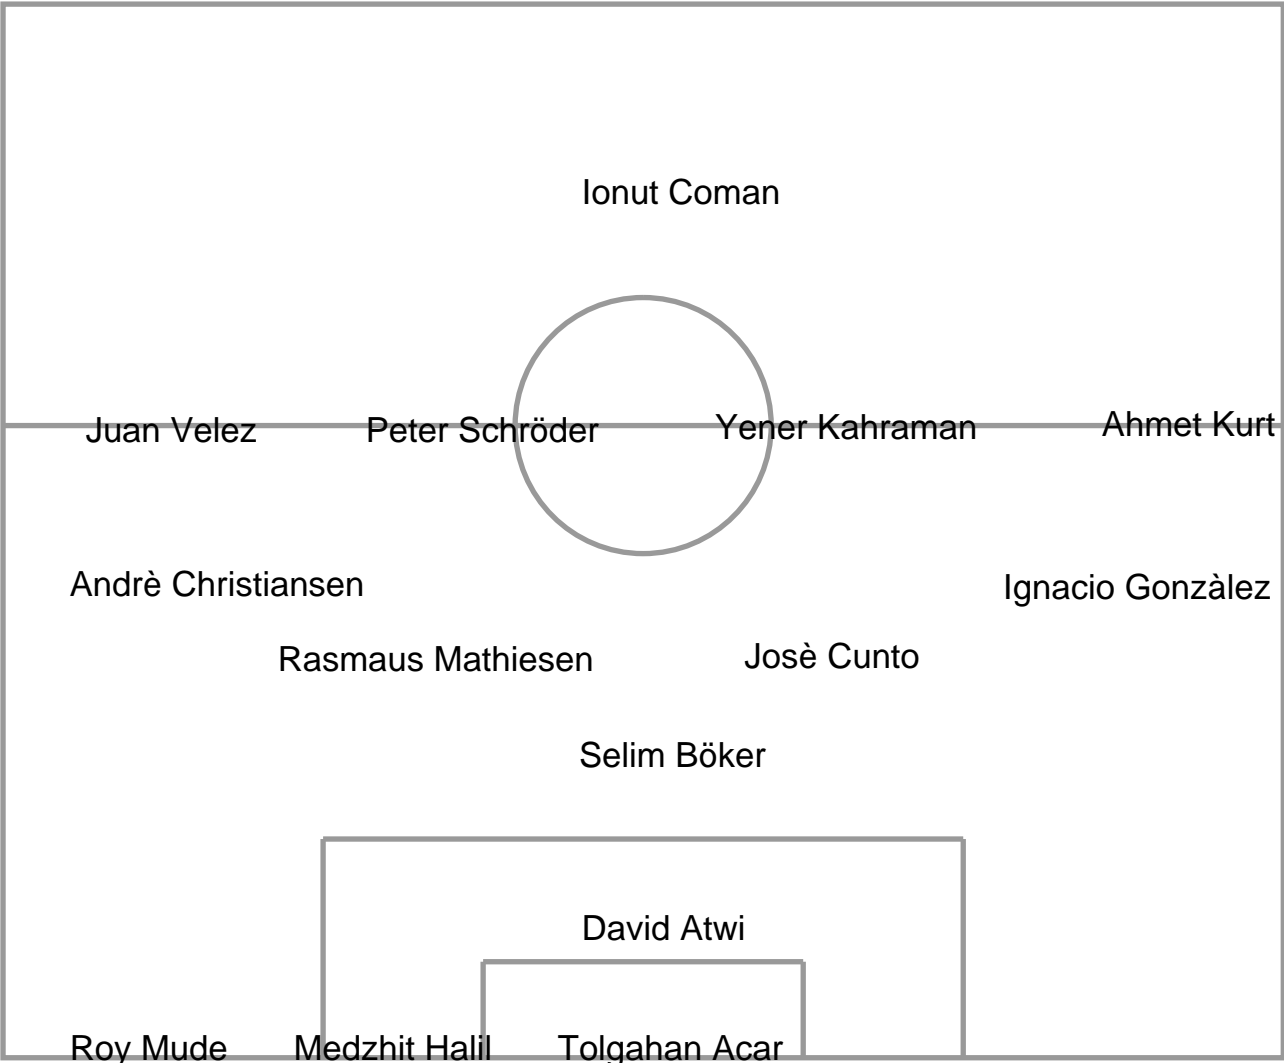 Ionut Coman
Juan Velez Peter Schröder Yener Kahraman Ahmet Kurt
Andrè Christiansen Ignacio Gonzàlez
Rasmaus Mathiesen Josè Cunto
Selim Böker
David Atwi
Roy Mude Medzhit Halil Tolgahan Acar